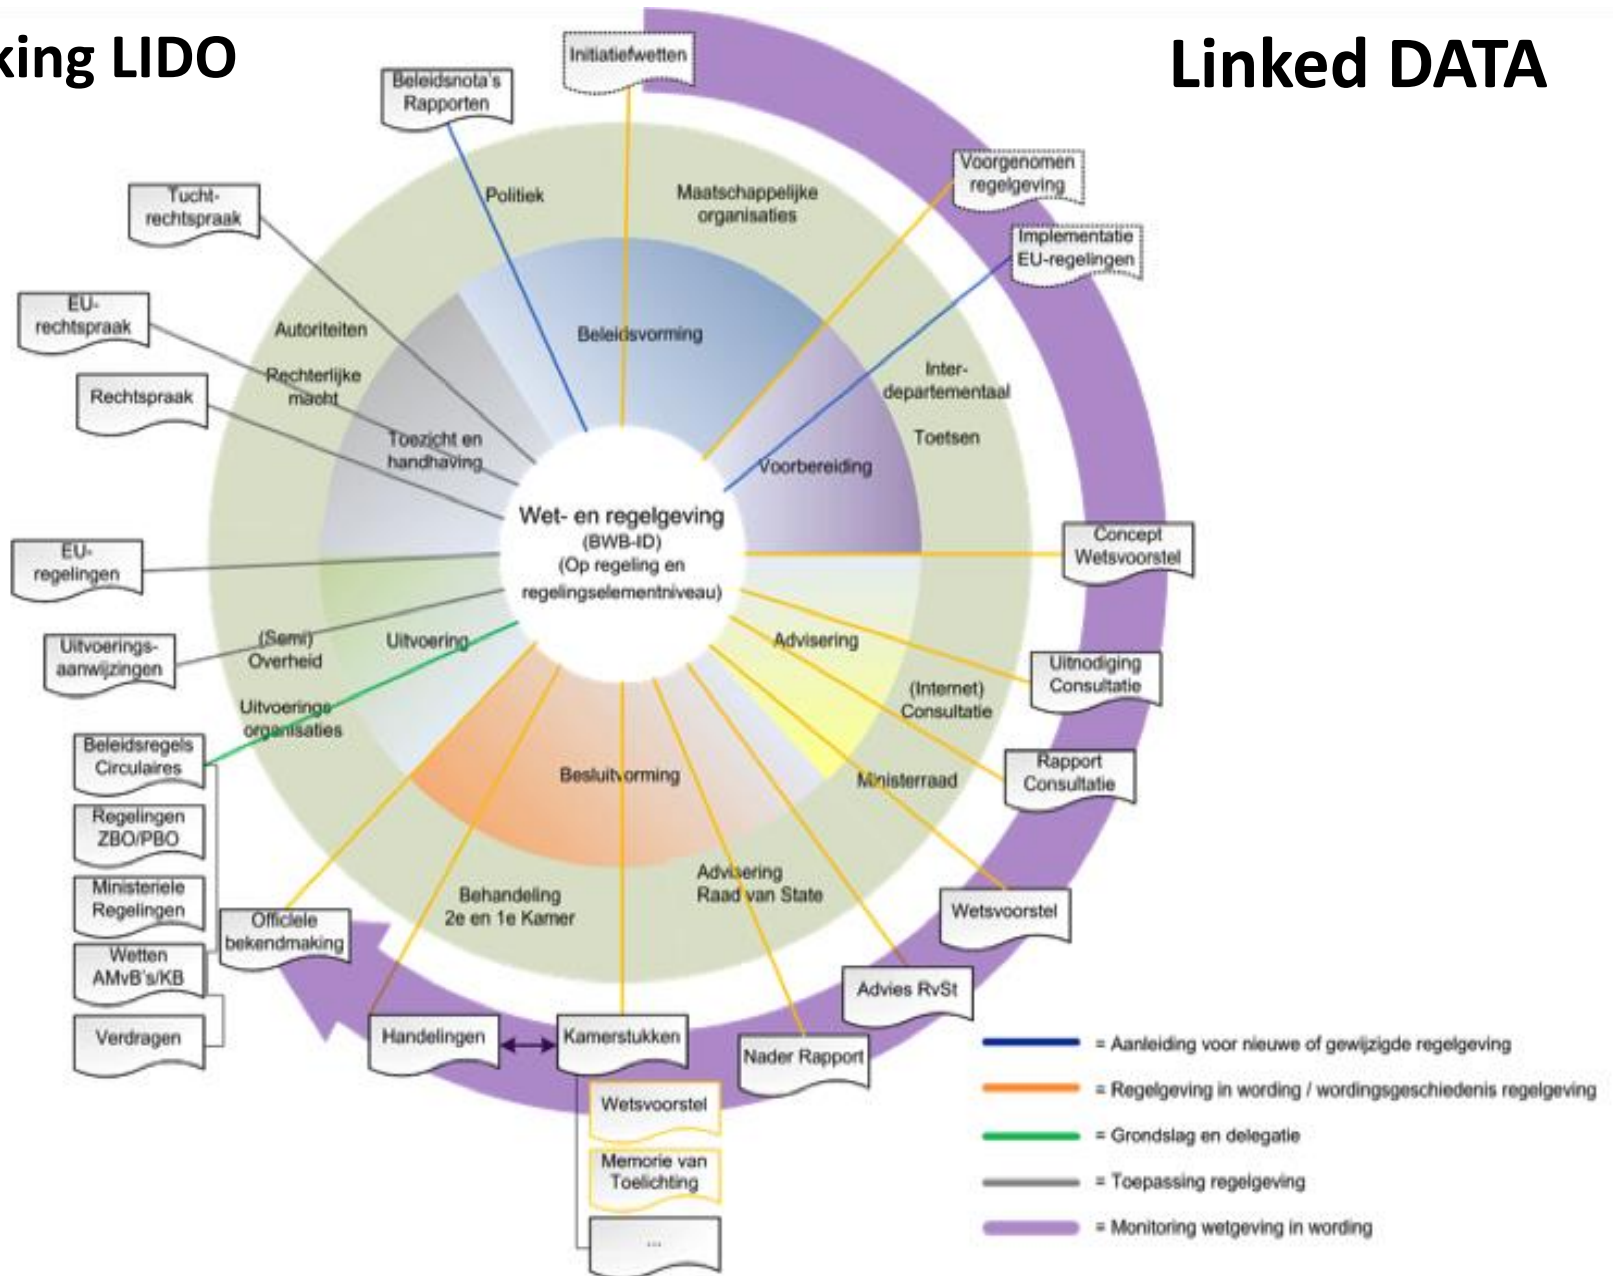 king LIDO
Linked DATA
Initiatiefwetten
Beleidsnota's
Rapporten
Voorgenomen
regelgeving
Tucht-
rechtspraak
Politiek
Maatschappelijke
organisaties
Implementatie
EU-regelingen
EU-
rechtspraak
Autoriteiten
Beleidsvorming
Rechterlijke
macht
Inter-
departementaal
Rechtspraak
Toetsen
Toezicht en
handhaving
Voorbereiding
Wet- en regelgeving
(BWB-ID)
(Op regeling en
regelingselementniveau)
Concept
Wetsvoorstel
EU-
regelingen
Uitvoerings-
aanwijzingen
(Semi)
Overheid
Uitvoering
Advisering
Uitnodiging
Consultatie
(Internet)
Consultatie
Uitvoerings
organisaties
Beleidsregels
Circulaires
Besluitvorming
Ministerraad
Rapport
Consultatie
Regelingen
ZBO/PBO
Ministeriele
Regelingen
Behandeling
2e en 1e Kamer
Advisering
Raad van State
Wetsvoorstel
Officiele
bekendmaking
Wetten
AMvB's/KB
Advies RvSt
Verdragen
Handelingen
Kamerstukken
Nader Rapport
Wetsvoorstel
Memorie van
Toelichting
...
= Aanleiding voor nieuwe of gewijzigde regelgeving
= Regelgeving in wording / wordingsgeschiedenis regelgeving
= Grondslag en delegatie
= Toepassing regelgeving
= Monitoring wetgeving in wording